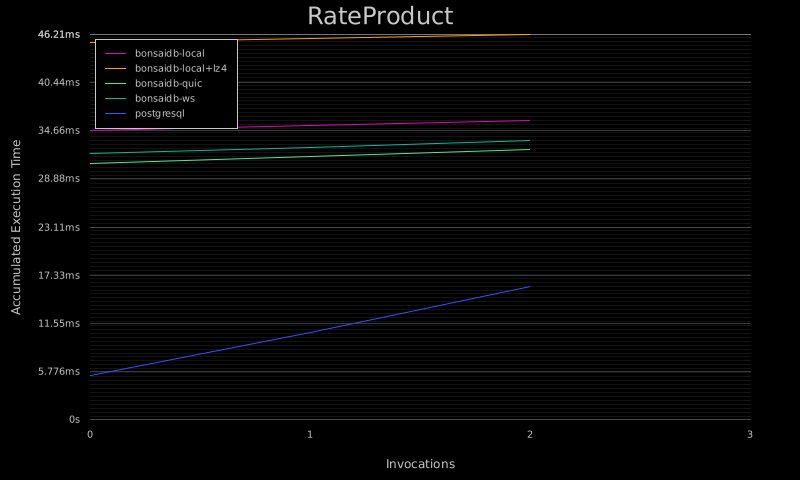 RateProduct
46.21ms
40.44ms
34.66ms
28.88ms
23.11ms
17.33ms
11.55ms
5.776ms
0s
Accumulated Execution Time
bonsaidb-local
bonsaidb-local+lz4
bonsaidb-quic
bonsaidb-ws
postgresql
0 1 2 3
Invocations